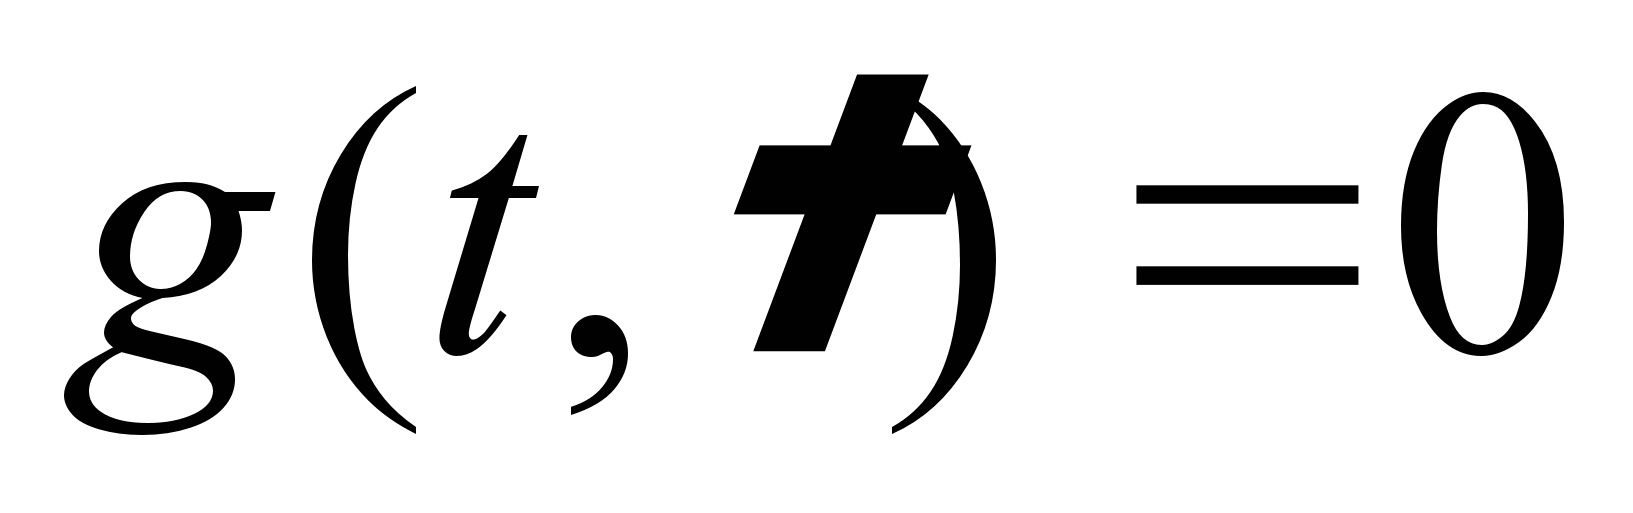 g(t, t) =0